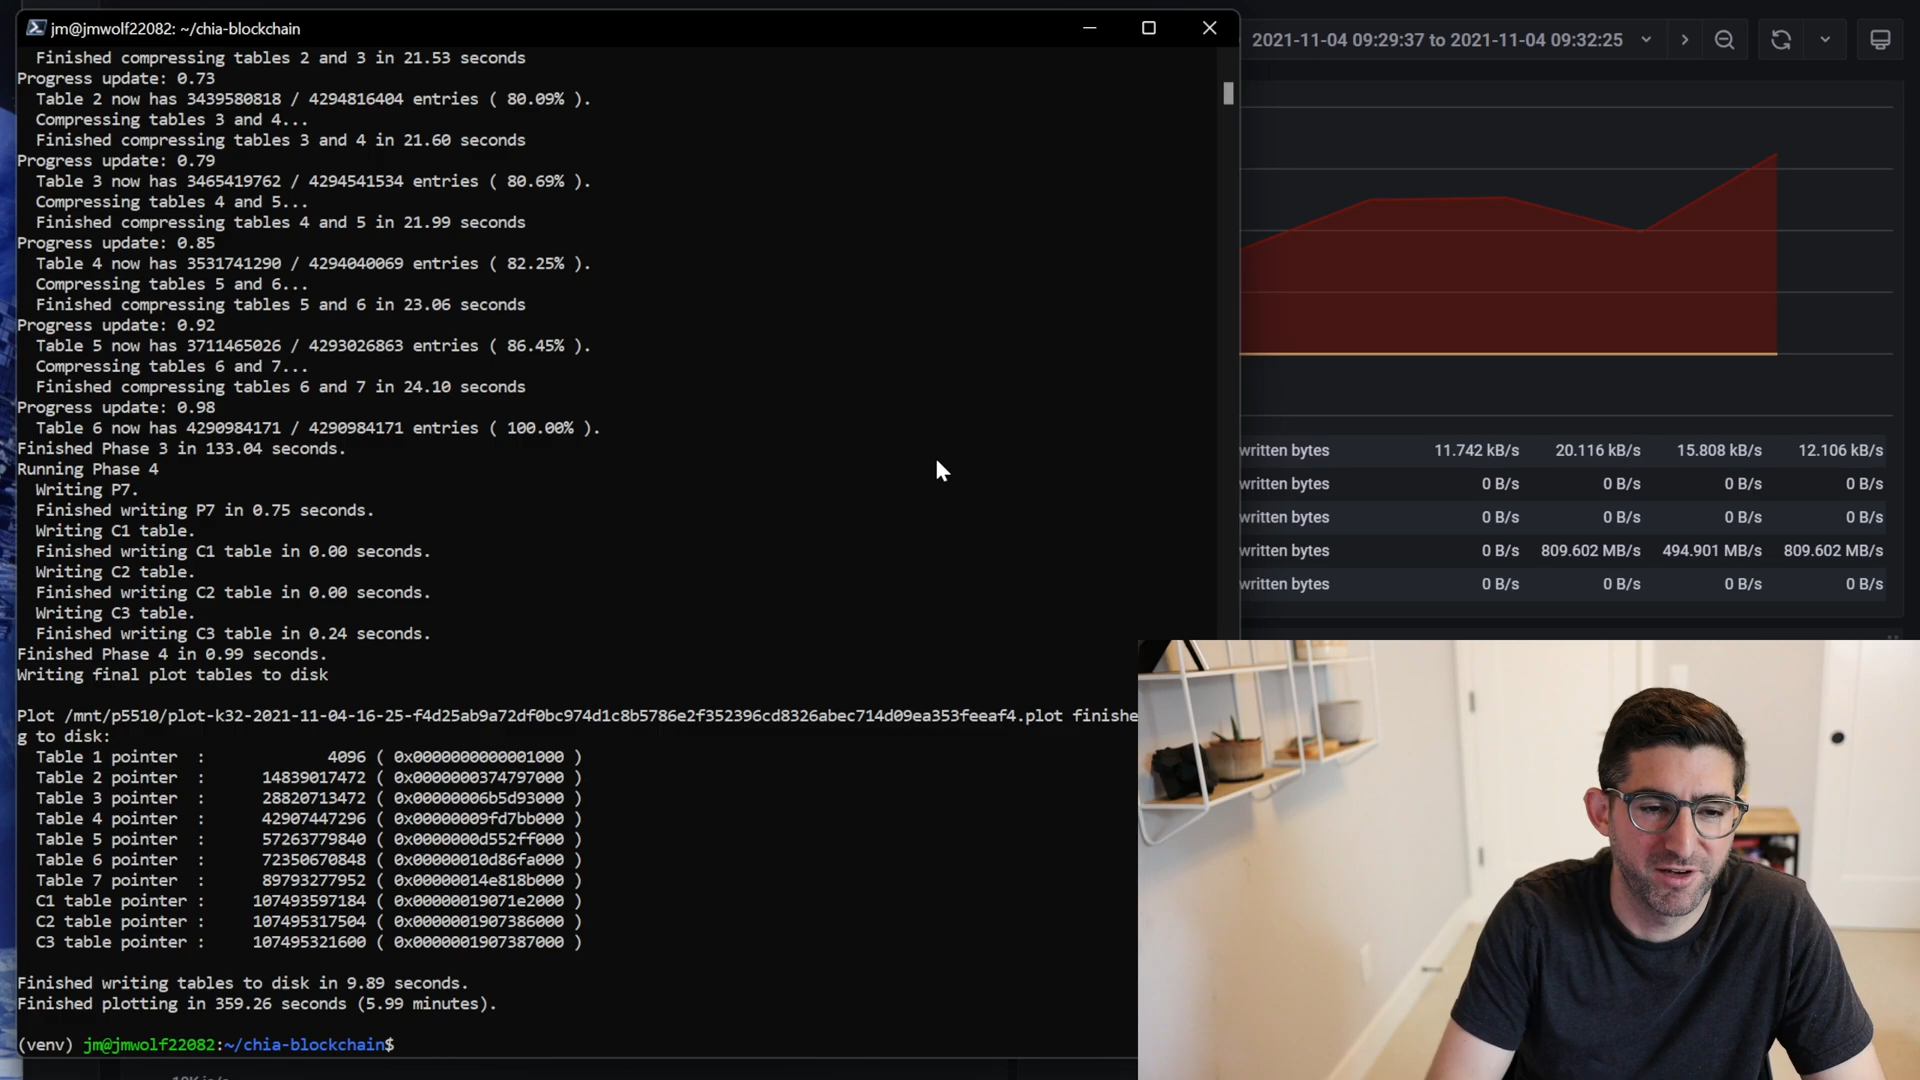 jm@jmwolf22082: ~/chia-blockchain
2021-11-04 09:29:37 to 2021-11-04 09:32:25
Finished compressing tables 2 and 3 in 21.53 seconds
Progress update: 0.73
Table 2 now has 3439580818 / 4294816404 entries ( 80.09% ).
Compressing tables 3 and 4...
Finished compressing tables 3 and 4 in 21.60 seconds
Progress update: 0.79
Table 3 now has 3465419762 / 4294541534 entries ( 80.69% ).
Compressing tables 4 and 5...
Finished compressing tables 4 and 5 in 21.99 seconds
Progress update: 0.85
Table 4 now has 3531741290 / 4294040069 entries ( 82.25% ).
Compressing tables 5 and 6...
Finished compressing tables 5 and 6 in 23.06 seconds
Progress update: 0.92
Table 5 now has 3711465026 / 4293026863 entries ( 86.45% ).
Compressing tables 6 and 7...
Finished compressing tables 6 and 7 in 24.10 seconds
Progress update: 0.98
Table 6 now has 4290984171 / 4290984171 entries ( 100.00% ).
Finished Phase 3 in 133.04 seconds.
Running Phase 4
Writing P7.
Finished writing P7 in 0.75 seconds.
Writing C1 table.
Finished writing C1 table in 0.00 seconds.
Writing C2 table.
Finished writing C2 table in 0.00 seconds.
Writing C3 table.
Finished writing C3 table in 0.24 seconds.
Finished Phase 4 in 0.99 seconds.
Writing final plot tables to disk
Plot /mnt/p5510/plot-k32-2021-11-04-16-25-f4d25ab9a72df0bc974d1c8b5786e2f352396cd8326abec714d09ea353feeaf4.plot finishe
g to disk:
Table 1 pointer : 4096 ( 0x0000000000001000 )
Table 2 pointer : 14839017472 ( 0x0000000374797000 )
Table 3 pointer : 28820713472 ( 0x00000006b5d93000 )
Table 4 pointer : 42907447296 ( 0x00000009fd7bb000 )
Table 5 pointer : 57263779840 ( 0x0000000d552ff000 )
Table 6 pointer : 72350670848 ( 0x00000010d86fa000 )
Table 7 pointer : 89793277952 ( 0x00000014e818b000 )
C1 table pointer : 107493597184 ( 0x00000019071e2000 )
C2 table pointer : 107495317504 ( 0x0000001907386000 )
C3 table pointer : 107495321600 ( 0x0000001907387000 )
Finished writing tables to disk in 9.89 seconds.
Finished plotting in 359.26 seconds (5.99 minutes).
(venv) jm@jmwolf22082:~/chia-blockchain$
written bytes 11.742 kB/s 20.116 kB/s 15.808 kB/s 12.106 kB/s
written bytes 0 B/s 0 B/s 0 B/s 0 B/s
written bytes 0 B/s 0 B/s 0 B/s 0 B/s
written bytes 0 B/s 809.602 MB/s 494.901 MB/s 809.602 MB/s
written bytes 0 B/s 0 B/s 0 B/s 0 B/s